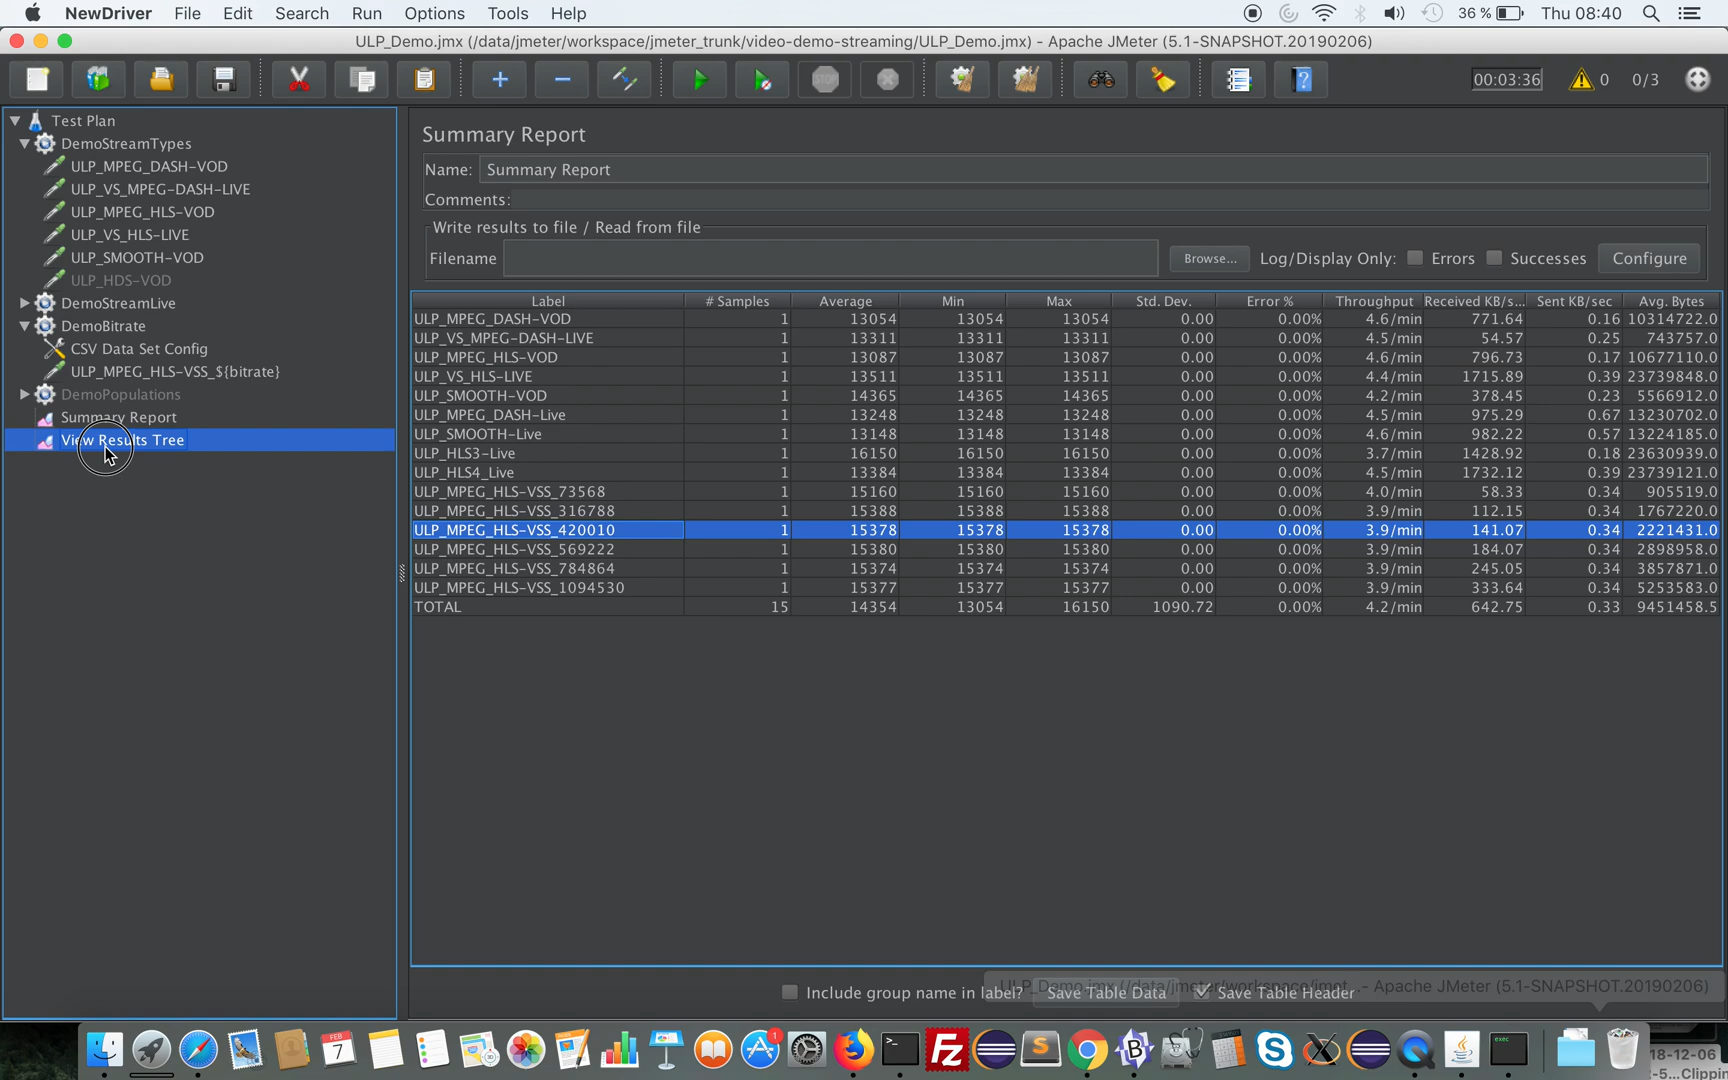 NewDriver File Edit Search Run Options Tools Help 36 % Thu 08:40
ULP_Demo.jmx (/data/jmeter/workspace/jmeter_trunk/video-demo-streaming/ULP_Demo.jmx) - Apache JMeter (5.1-SNAPSHOT.20190206)
STOP 00:03:36 0 0/3
Test Plan
DemoStreamTypes
ULP_MPEG_DASH-VOD
ULP_VS_MPEG-DASH-LIVE
ULP_MPEG_HLS-VOD
ULP_VS_HLS-LIVE
ULP_SMOOTH-VOD
ULP_HDS-VOD
DemoStreamLive
DemoBitrate
CSV Data Set Config
ULP_MPEG_HLS-VSS_${bitrate}
DemoPopulations
Summary Report
View Results Tree
Summary Report
Name: Summary Report
Comments:
Write results to file / Read from file
Filename Browse... Log/Display Only: Errors Successes Configure
Label # Samples Average Min Max Std. Dev. Error % Throughput Received KB/s... Sent KB/sec Avg. Bytes
ULP_MPEG_DASH-VOD 1 13054 13054 13054 0.00 0.00% 4.6/min 771.64 0.16 10314722.0
ULP_VS_MPEG-DASH-LIVE 1 13311 13311 13311 0.00 0.00% 4.5/min 54.57 0.25 743757.0
ULP_MPEG_HLS-VOD 1 13087 13087 13087 0.00 0.00% 4.6/min 796.73 0.17 10677110.0
ULP_VS_HLS-LIVE 1 13511 13511 13511 0.00 0.00% 4.4/min 1715.89 0.39 23739848.0
ULP_SMOOTH-VOD 1 14365 14365 14365 0.00 0.00% 4.2/min 378.45 0.23 5566912.0
ULP_MPEG_DASH-Live 1 13248 13248 13248 0.00 0.00% 4.5/min 975.29 0.67 13230702.0
ULP_SMOOTH-Live 1 13148 13148 13148 0.00 0.00% 4.6/min 982.22 0.57 13224185.0
ULP_HLS3-Live 1 16150 16150 16150 0.00 0.00% 3.7/min 1428.92 0.18 23630939.0
ULP_HLS4_Live 1 13384 13384 13384 0.00 0.00% 4.5/min 1732.12 0.39 23739121.0
ULP_MPEG_HLS-VSS_73568 1 15160 15160 15160 0.00 0.00% 4.0/min 58.33 0.34 905519.0
ULP_MPEG_HLS-VSS_316788 1 15388 15388 15388 0.00 0.00% 3.9/min 112.15 0.34 1767220.0
ULP_MPEG_HLS-VSS_420010 1 15378 15378 15378 0.00 0.00% 3.9/min 141.07 0.34 2221431.0
ULP_MPEG_HLS-VSS_569222 1 15380 15380 15380 0.00 0.00% 3.9/min 184.07 0.34 2898958.0
ULP_MPEG_HLS-VSS_784864 1 15374 15374 15374 0.00 0.00% 3.9/min 245.05 0.34 3857871.0
ULP_MPEG_HLS-VSS_1094530 1 15377 15377 15377 0.00 0.00% 3.9/min 333.64 0.34 5253583.0
TOTAL 15 14354 13054 16150 1090.72 0.00% 4.2/min 642.75 0.33 9451458.5
Include group name in label? Save Table Data Save Table Header
- Apache JMeter (5.1-SNAPSHOT.20190206)
FEB
7
1
exec
18-12-06
-5...Clippin